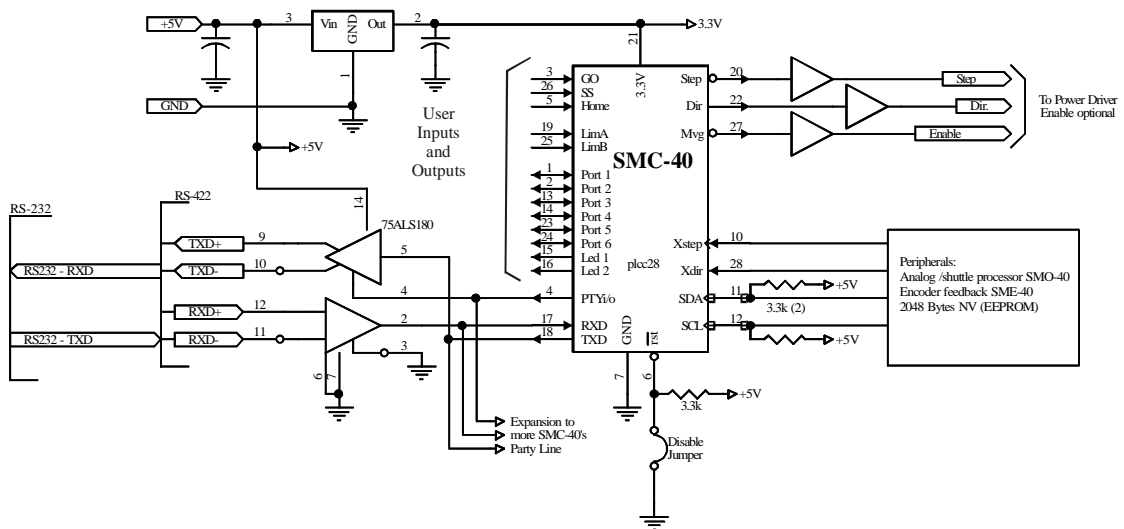 +5V
3
Vin
GND
Out
2
1
3.3V
GND
+5V
User
Inputs
and
Outputs
21
3.3V
3 GO
26 SS
5 Home
19 LimA
25 LimB
1 Port 1
2 Port 2
13 Port 3
14 Port 4
23 Port 5
24 Port 6
15 Led 1
16 Led 2
4 PTYi/o
17 RXD
18 TXD
SMC-40
plcc28
Step 20
Dir 22
Mvg 27
Xstep 10
Xdir 28
SDA 11
SCL 12
GND
7
rst
6
Step
Dir.
Enable
To Power Driver
Enable optional
+5V
3.3k (2)
+5V
Peripherals:
Analog /shuttle processor SMO-40
Encoder feedback SME-40
2048 Bytes NV (EEPROM)
3.3k
+5V
Disable
Jumper
RS-232
RS-422
14
75ALS180
TXD+ 9
5
RS232 - RXD
TXD- 10
4
RXD+ 12
2
RS232 - TXD
RXD- 11
3
6
7
Expansion to
more SMC-40's
Party Line